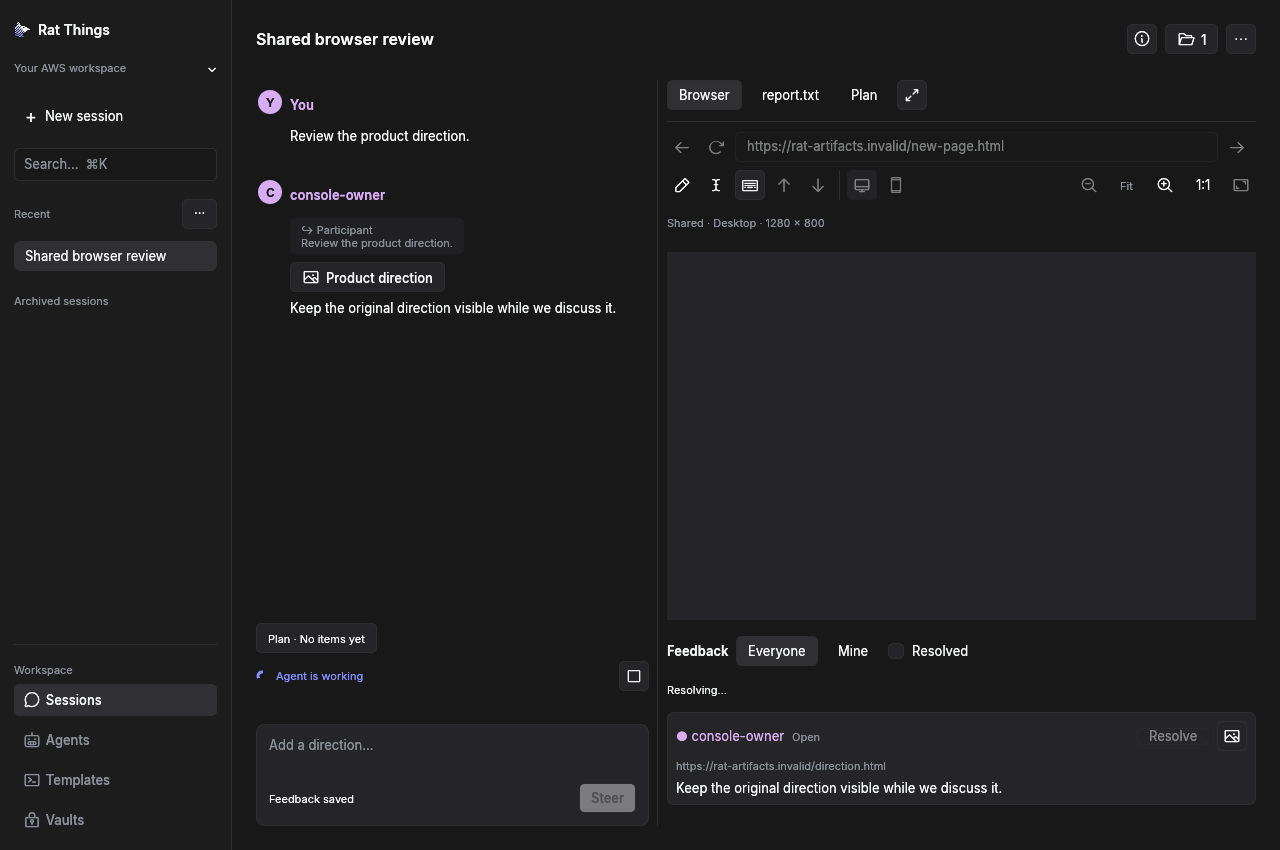 Rat Things
Your AWS workspace
+ New session
Search... ⌘K
Recent
...
Shared browser review
Archived sessions
Workspace
Sessions
Agents
Templates
Vaults
Shared browser review
1
...
Y You
Review the product direction.
C console-owner
↪ Participant
Review the product direction.
Product direction
Keep the original direction visible while we discuss it.
Plan · No items yet
Agent is working
Add a direction...
Feedback saved
Steer
Browser
report.txt
Plan
https://rat-artifacts.invalid/new-page.html
Fit
1:1
Shared · Desktop · 1280 × 800
Feedback
Everyone
Mine
Resolved
Resolving...
console-owner Open
Resolve
https://rat-artifacts.invalid/direction.html
Keep the original direction visible while we discuss it.